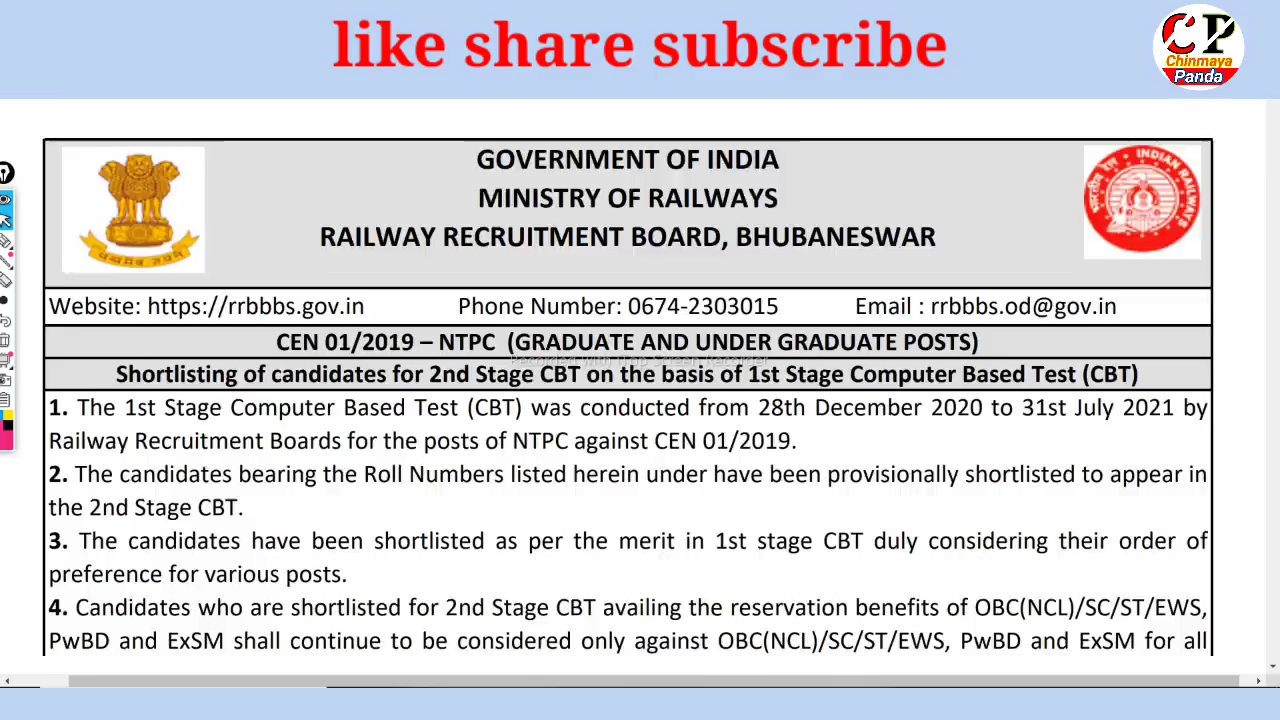 like share subscribe
CP
Chinmaya
Panda
GOVERNMENT OF INDIA
MINISTRY OF RAILWAYS
RAILWAY RECRUITMENT BOARD, BHUBANESWAR
INDIAN RAILWAYS
Website: https://rrbbbs.gov.in Phone Number: 0674-2303015 Email : rrbbbs.od@gov.in
CEN 01/2019 – NTPC (GRADUATE AND UNDER GRADUATE POSTS)
Recorded with iTop Screen Recorder
Shortlisting of candidates for 2nd Stage CBT on the basis of 1st Stage Computer Based Test (CBT)
1. The 1st Stage Computer Based Test (CBT) was conducted from 28th December 2020 to 31st July 2021 by
Railway Recruitment Boards for the posts of NTPC against CEN 01/2019.
2. The candidates bearing the Roll Numbers listed herein under have been provisionally shortlisted to appear in
the 2nd Stage CBT.
3. The candidates have been shortlisted as per the merit in 1st stage CBT duly considering their order of
preference for various posts.
4. Candidates who are shortlisted for 2nd Stage CBT availing the reservation benefits of OBC(NCL)/SC/ST/EWS,
PwBD and ExSM shall continue to be considered only against OBC(NCL)/SC/ST/EWS, PwBD and ExSM for all